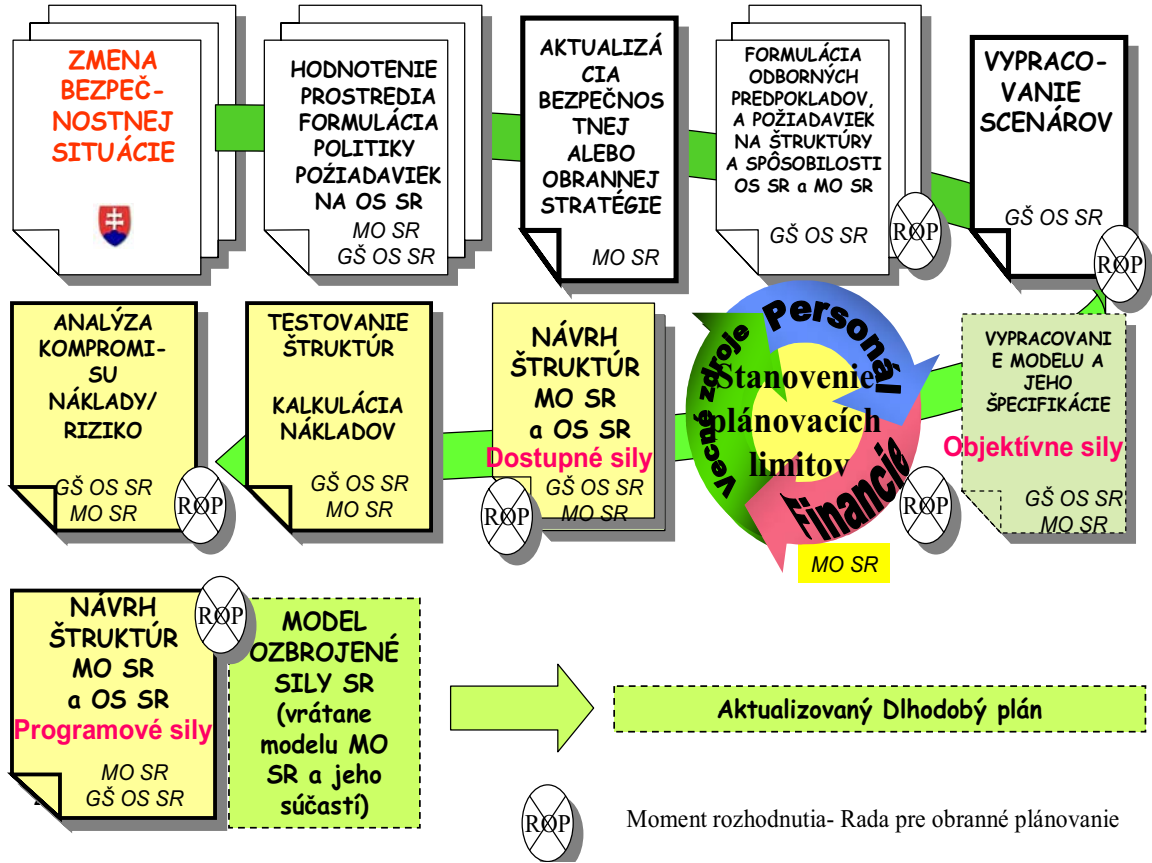 ZMENA
BEZPEČ-
NOSTNEJ
SITUÁCIE
HODNOTENIE
PROSTREDIA
FORMULÁCIA
POLITIKY
POŽIADAVIEK
NA OS SR
MO SR
GŠ OS SR
AKTUALIZÁ
CIA
BEZPEČNOS
TNEJ
ALEBO
OBRANNEJ
STRATÉGIE
MO SR
FORMULÁCIA
ODBORNÝCH
PREDPOKLADOV,
A POŽIADAVIEK
NA ŠTRUKTÚRY
A SPÔSOBILOSTI
OS SR a MO SR
GŠ OS SR
ROP
VYPRACO-
VANIE
SCENÁROV
GŠ OS SR
ROP
ANALÝZA
KOMPROMI-
SU
NÁKLADY/
RIZIKO
GŠ OS SR
MO SR
ROP
TESTOVANIE
ŠTRUKTÚR
KALKULÁCIA
NÁKLADOV
GŠ OS SR
MO SR
NÁVRH
ŠTRUKTÚR
MO SR
a OS SR
Dostupné sily
GŠ OS SR
MO SR
ROP
Vecné zdroje
Personál
Financie
Stanovenie
plánovacích
limitov
MO SR
ROP
VYPRACOVANI
E MODELU A
JEHO
ŠPECIFIKÁCIE
Objektívne sily
GŠ OS SR
MO SR
NÁVRH
ŠTRUKTÚR
MO SR
a OS SR
Programové sily
MO SR
GŠ OS SR
ROP
MODEL
OZBROJENÉ
SILY SR
(vrátane
modelu MO
SR a jeho
súčastí)
Aktualizovaný Dlhodobý plán
ROP
Moment rozhodnutia- Rada pre obranné plánovanie